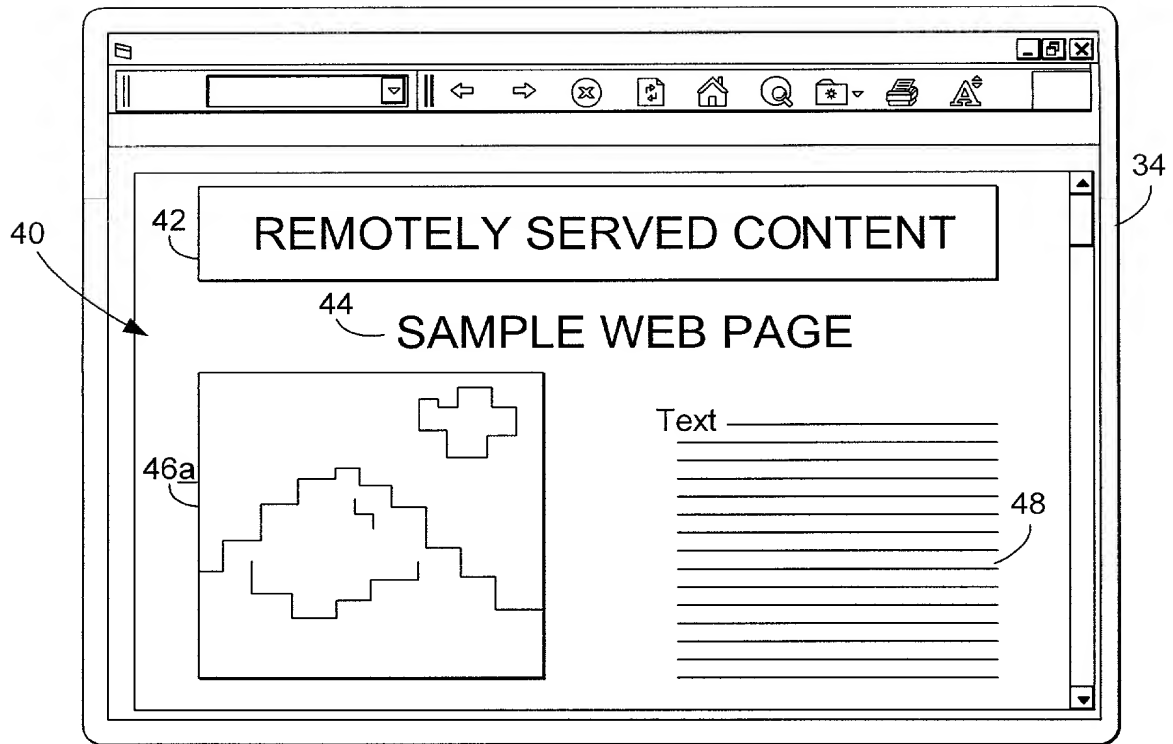 34
42
REMOTELY SERVED CONTENT
40
44
SAMPLE WEB PAGE
Text
46a
48
A